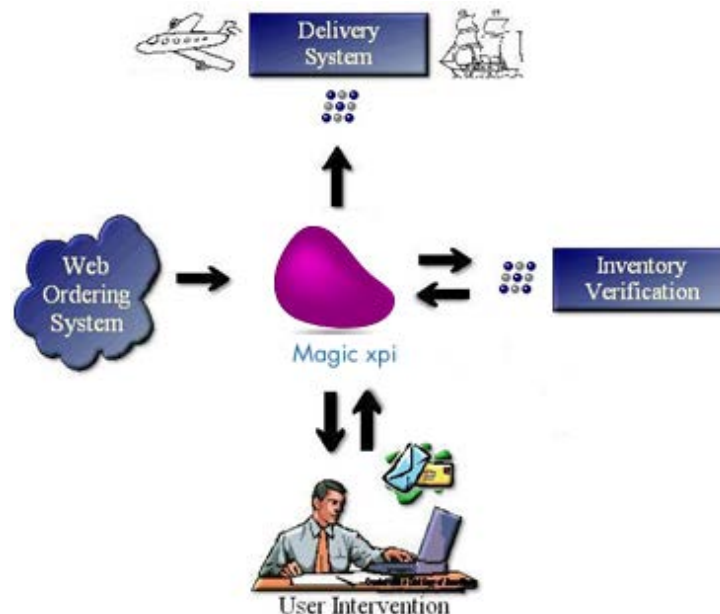 Delivery
System
Web
Ordering
System
Inventory
Verification
Magic xpi
User Intervention